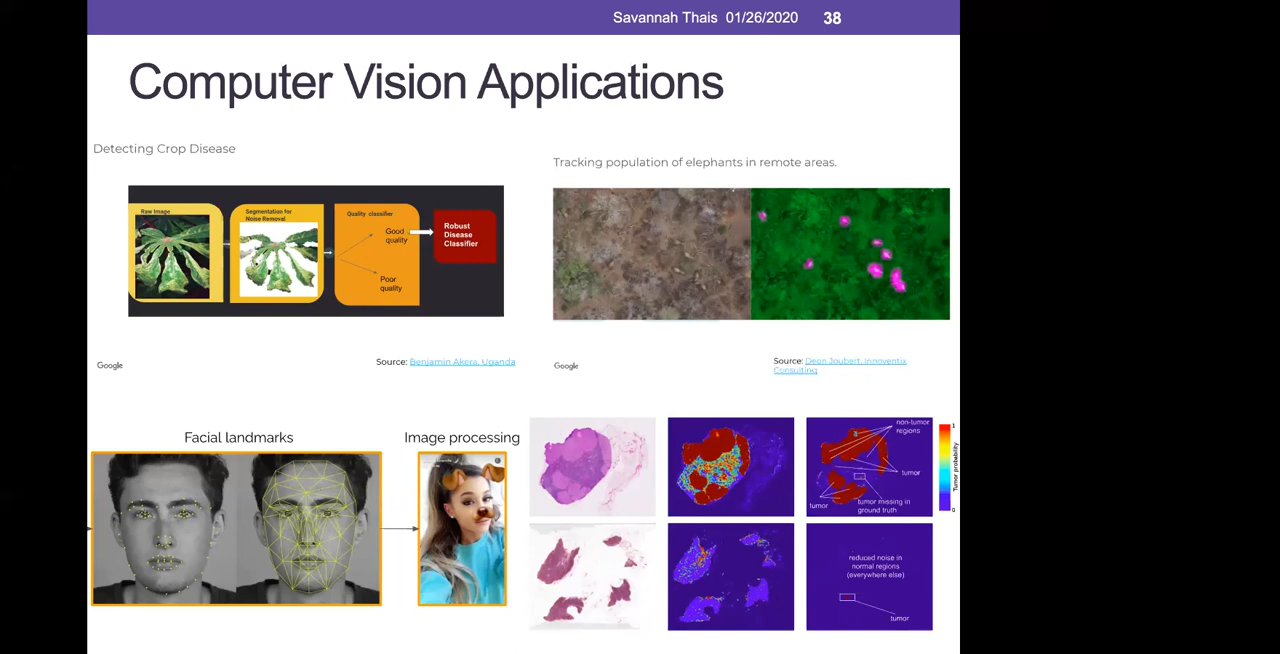 Savannah Thais 01/26/2020 38
Computer Vision Applications
Detecting Crop Disease
Raw Image
Segmentation for
Noise Removal
Quality classifier
Good
quality
Poor
quality
Robust
Disease
Classifier
Google
Source: Benjamin Akera, Uganda
Tracking population of elephants in remote areas.
Google
Source: Deon Joubert, Innoventix
Consulting
Facial landmarks
Image processing
non-tumor
regions
tumor
tumor missing in
ground truth
tumor
1
Tumor probability
0
reduced noise in
normal regions
(everywhere else)
tumor